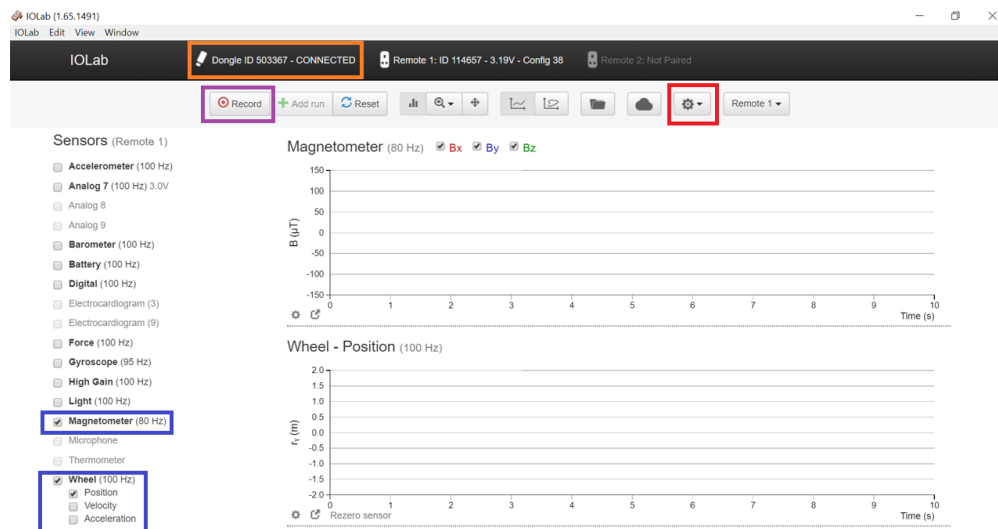 IOLab (1.65.1491)
IOLab Edit View Window
IOLab Dongle ID 503367 - CONNECTED Remote 1: ID 114657 - 3.19V - Config 38 Remote 2: Not Paired
Record Add run Reset Remote 1
Sensors (Remote 1)
Accelerometer (100 Hz)
Analog 7 (100 Hz) 3.0V
Analog 8
Analog 9
Barometer (100 Hz)
Battery (100 Hz)
Digital (100 Hz)
Electrocardiogram (3)
Electrocardiogram (9)
Force (100 Hz)
Gyroscope (95 Hz)
High Gain (100 Hz)
Light (100 Hz)
Magnetometer (80 Hz)
Microphone
Thermometer
Wheel (100 Hz)
Position
Velocity
Acceleration
Magnetometer (80 Hz) Bx By Bz
B (μT)
150
100
50
0
-50
-100
-150
0 1 2 3 4 5 6 7 8 9 10
Time (s)
Wheel - Position (100 Hz)
rY (m)
2.0
1.5
1.0
0.5
0.0
-0.5
-1.0
-1.5
-2.0
0 1 2 3 4 5 6 7 8 9 10
Rezero sensor Time (s)